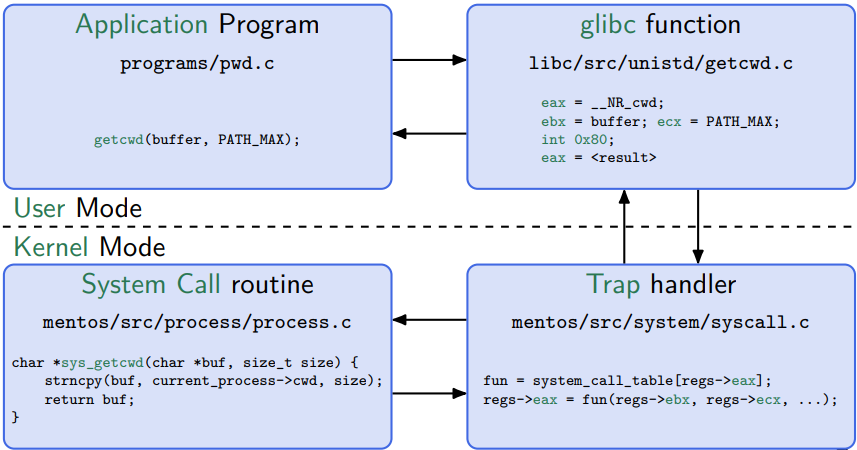 Application Program
programs/pwd.c
getcwd(buffer, PATH_MAX);
glibc function
libc/src/unistd/getcwd.c
eax = __NR_cwd;
ebx = buffer; ecx = PATH_MAX;
int 0x80;
eax = <result>
User Mode
Kernel Mode
System Call routine
mentos/src/process/process.c
char *sys_getcwd(char *buf, size_t size) {
    strncpy(buf, current_process->cwd, size);
    return buf;
}
Trap handler
mentos/src/system/syscall.c
fun = system_call_table[regs->eax];
regs->eax = fun(regs->ebx, regs->ecx, ...);